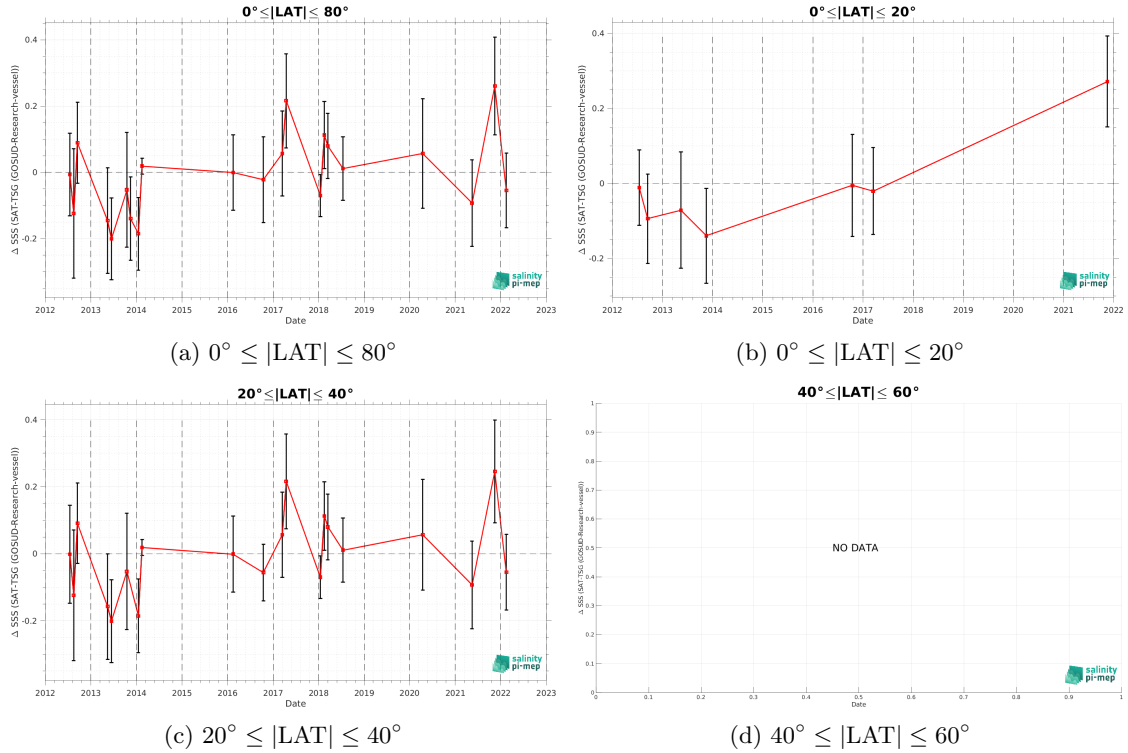 0°≤|LAT|≤ 80°
Δ SSS (SAT-TSG (GOSUD-Research-vessel))
0.4
0.2
0
-0.2
2012 2013 2014 2015 2016 2017 2018 2019 2020 2021 2022 2023
Date
salinity
pi-mep
(a) 0° ≤ |LAT| ≤ 80°
0°≤|LAT|≤ 20°
Δ SSS (SAT-TSG (GOSUD-Research-vessel))
0.4
0.2
0
-0.2
2012 2013 2014 2015 2016 2017 2018 2019 2020 2021 2022
Date
salinity
pi-mep
(b) 0° ≤ |LAT| ≤ 20°
20°≤|LAT|≤ 40°
Δ SSS (SAT-TSG (GOSUD-Research-vessel))
0.4
0.2
0
-0.2
2012 2013 2014 2015 2016 2017 2018 2019 2020 2021 2022 2023
Date
salinity
pi-mep
(c) 20° ≤ |LAT| ≤ 40°
40°≤|LAT|≤ 60°
Δ SSS (SAT-TSG (GOSUD-Research-vessel))
1
0.9
0.8
0.7
0.6
0.5
0.4
0.3
0.2
0.1
0
NO DATA
0 0.1 0.2 0.3 0.4 0.5 0.6 0.7 0.8 0.9 1
Date
salinity
pi-mep
(d) 40° ≤ |LAT| ≤ 60°